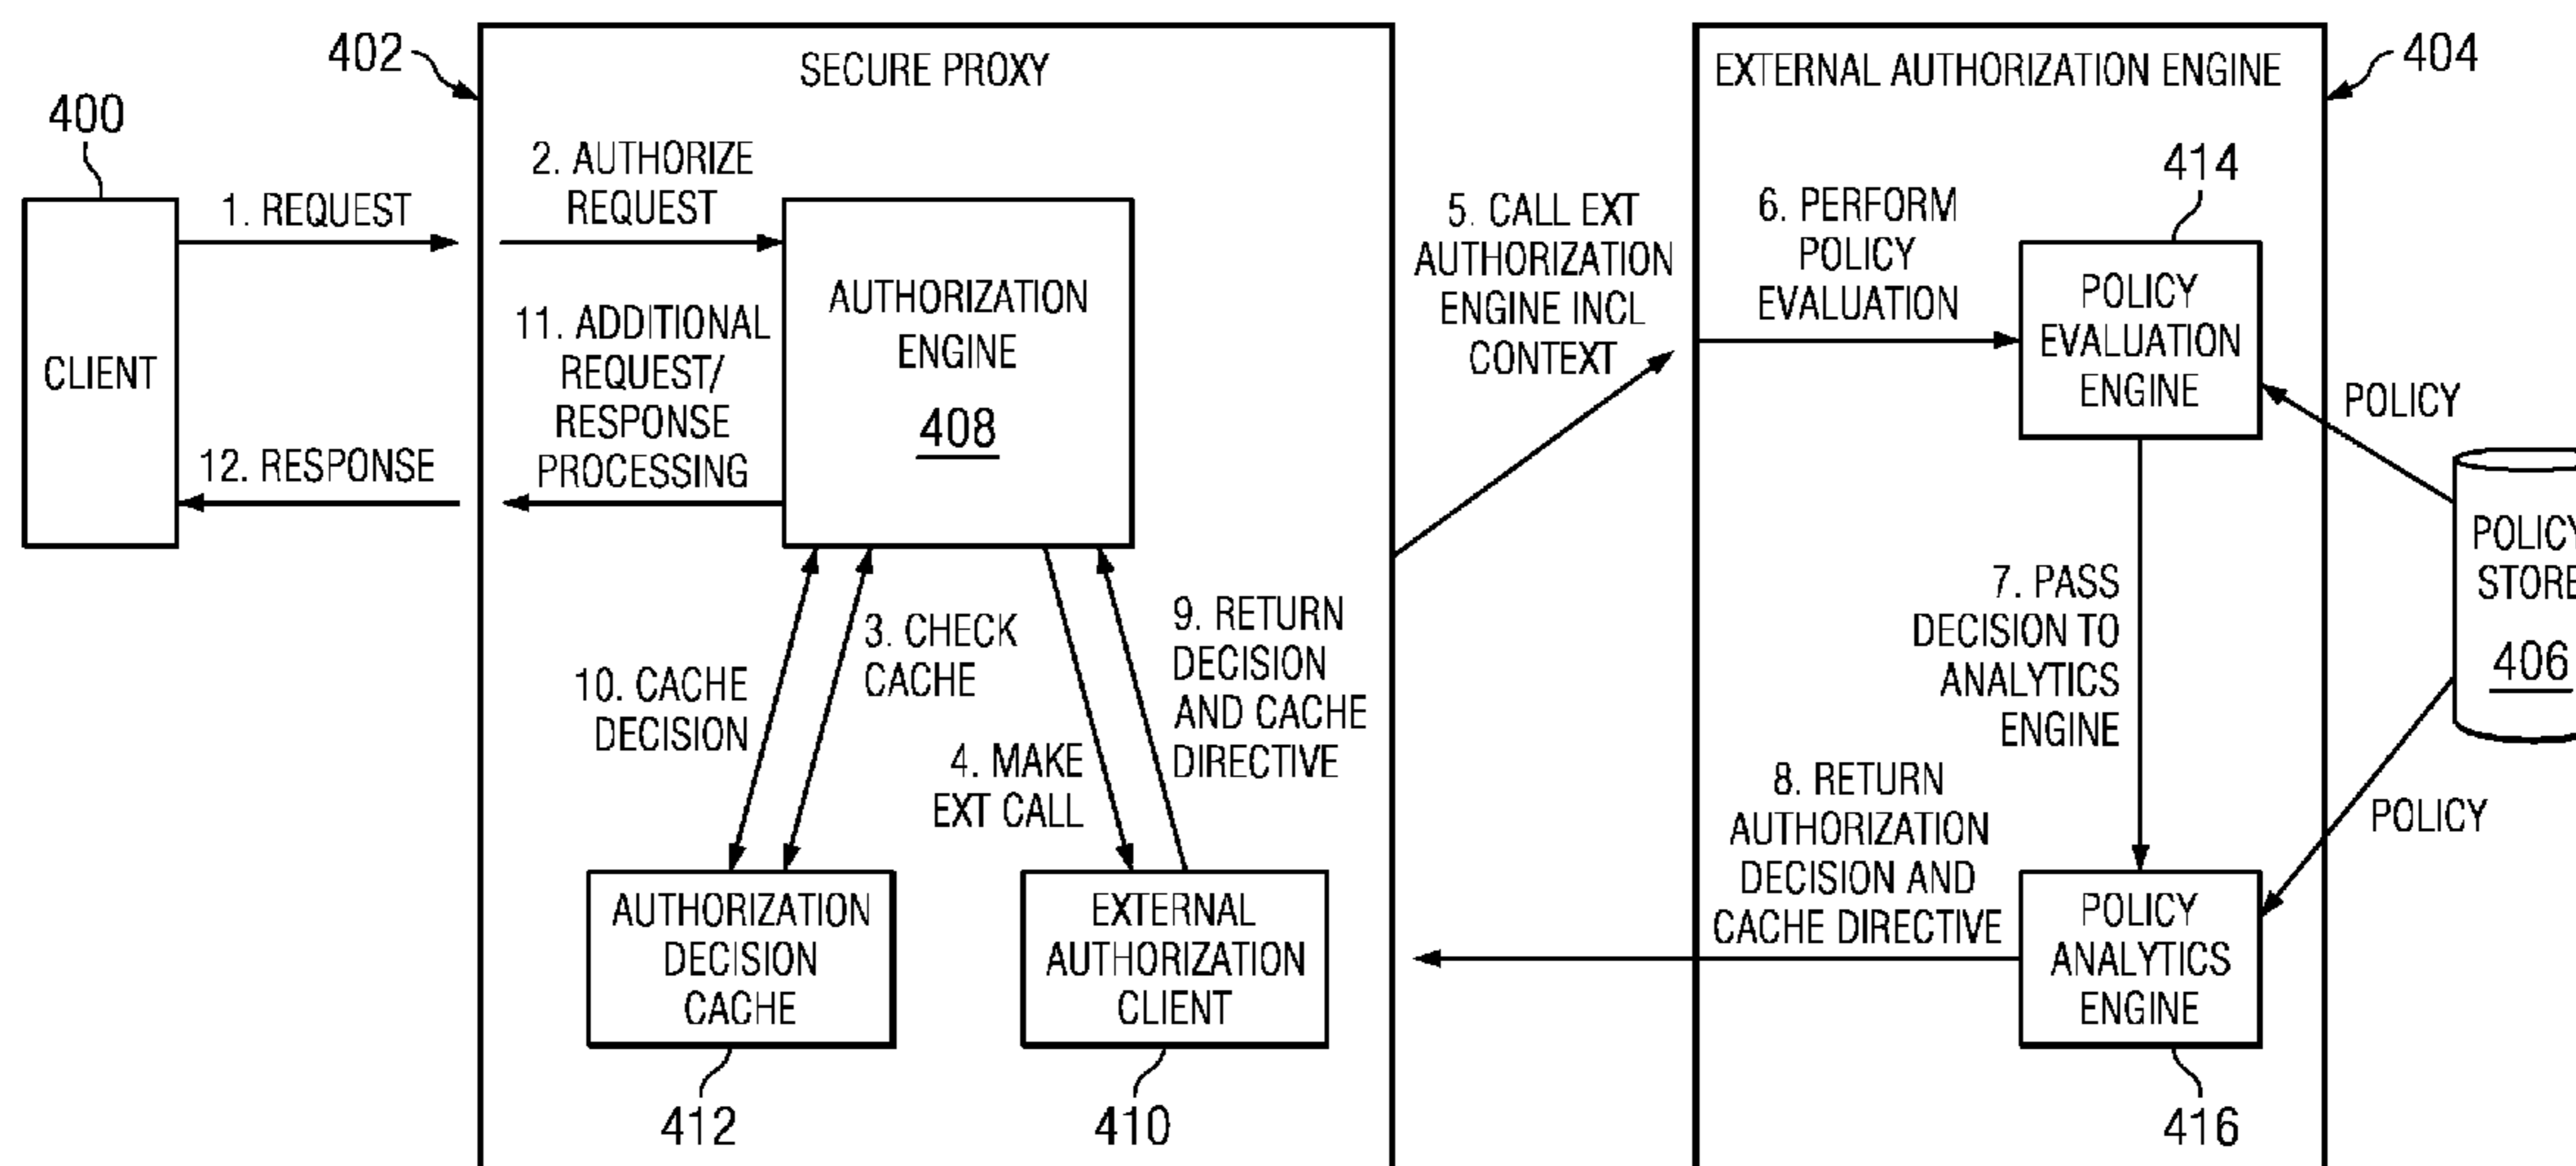 402
SECURE PROXY
EXTERNAL AUTHORIZATION ENGINE
404
400
CLIENT
1. REQUEST
12. RESPONSE
2. AUTHORIZE
REQUEST
11. ADDITIONAL
REQUEST/
RESPONSE
PROCESSING
AUTHORIZATION
ENGINE
408
10. CACHE
DECISION
3. CHECK
CACHE
4. MAKE
EXT CALL
9. RETURN
DECISION
AND CACHE
DIRECTIVE
AUTHORIZATION
DECISION
CACHE
412
EXTERNAL
AUTHORIZATION
CLIENT
410
5. CALL EXT
AUTHORIZATION
ENGINE INCL
CONTEXT
6. PERFORM
POLICY
EVALUATION
414
POLICY
EVALUATION
ENGINE
7. PASS
DECISION TO
ANALYTICS
ENGINE
8. RETURN
AUTHORIZATION
DECISION AND
CACHE DIRECTIVE
POLICY
ANALYTICS
ENGINE
416
POLICY
POLICY
STORE
406
POLICY